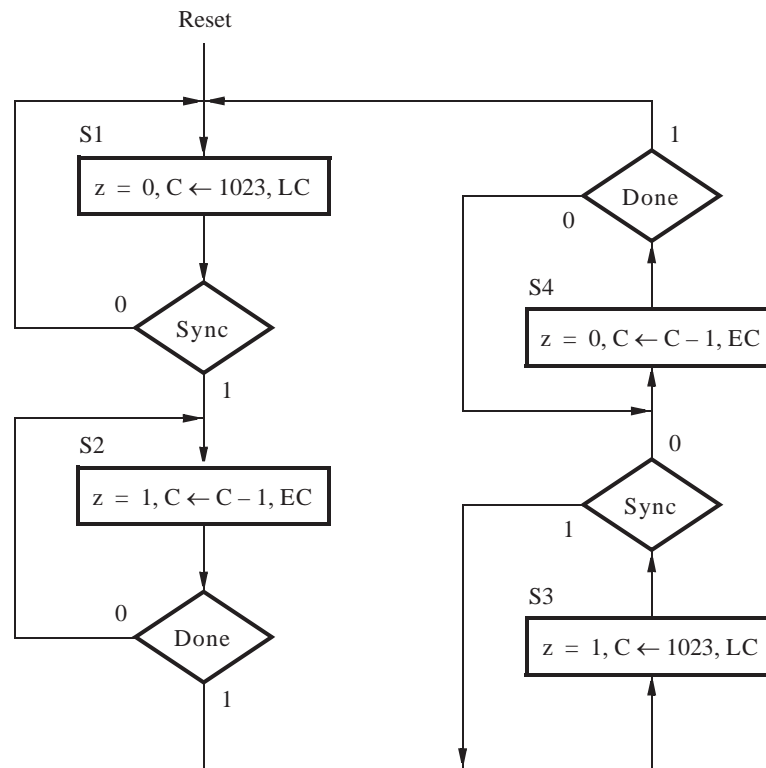 Reset
S1
z = 0, C ← 1023, LC
0
Sync
1
S2
z = 1, C ← C – 1, EC
0
Done
1
1
Done
0
S4
z = 0, C ← C – 1, EC
0
Sync
1
S3
z = 1, C ← 1023, LC